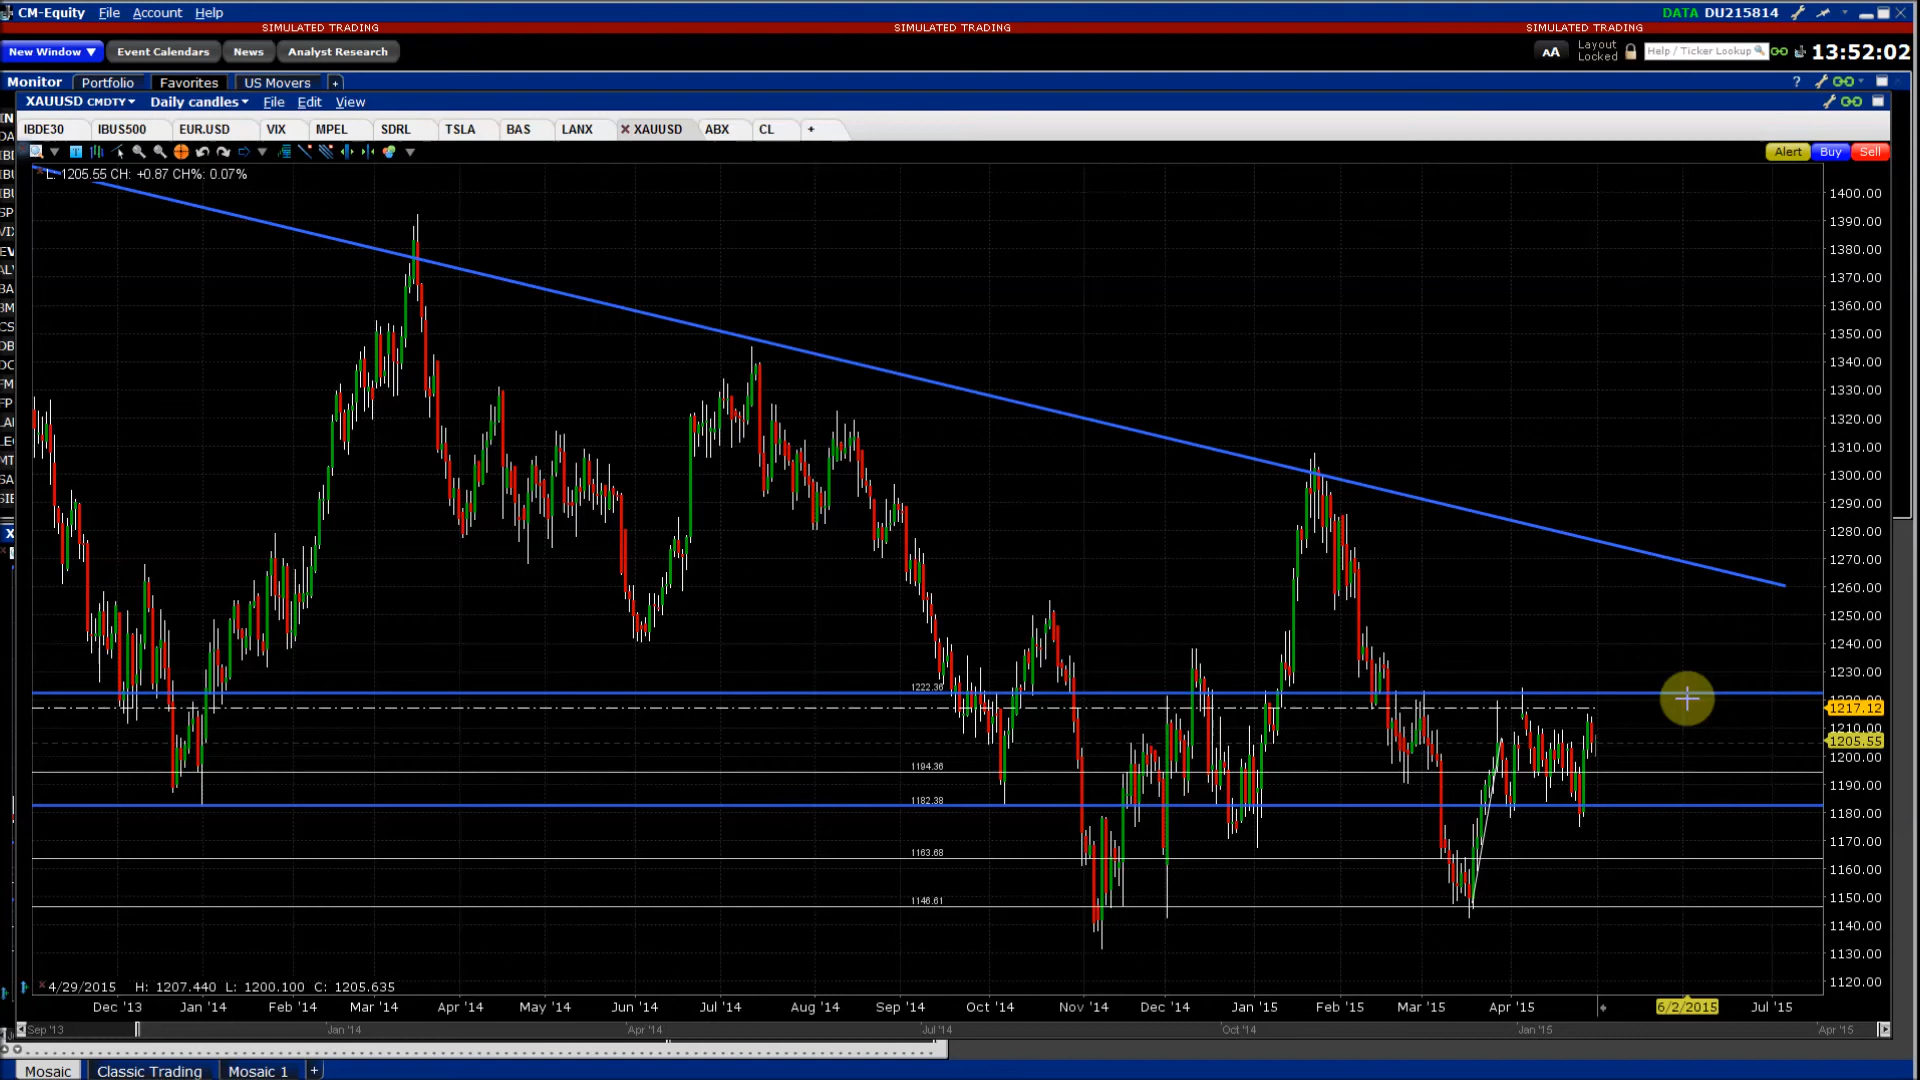 CM-Equity File Account Help DATA DU215814
SIMULATED TRADING SIMULATED TRADING SIMULATED TRADING
New Window ▼ Event Calendars News Analyst Research AA Layout Locked Help / Ticker Lookup 13:52:02
Monitor Portfolio Favorites US Movers + ?
XAUUSD CMDTY▾ Daily candles▾ File Edit View
IBDE30 IBUS500 EUR.USD VIX MPEL SDRL TSLA BAS LANX XAUUSD ABX CL +
Alert Buy Sell
L: 1205.55 CH: +0.87 CH%: 0.07%
1400.00
1390.00
1380.00
1370.00
1360.00
1350.00
1340.00
1330.00
1320.00
1310.00
1300.00
1290.00
1280.00
1270.00
1260.00
1250.00
1240.00
1230.00
1222.36
1217.12
1210.00
1205.55
1200.00
1194.36
1190.00
1182.38
1180.00
1170.00
1163.68
1160.00
1150.00
1146.61
1140.00
1130.00
1120.00
4/29/2015 H: 1207.440 L: 1200.100 C: 1205.635
Dec '13 Jan '14 Feb '14 Mar '14 Apr '14 May '14 Jun '14 Jul '14 Aug '14 Sep '14 Oct '14 Nov '14 Dec '14 Jan '15 Feb '15 Mar '15 Apr '15 6/2/2015 Jul '15
Sep '13 Jan '14 Apr '14 Jul '14 Oct '14 Jan '15 Apr '15
Mosaic Classic Trading Mosaic 1 +